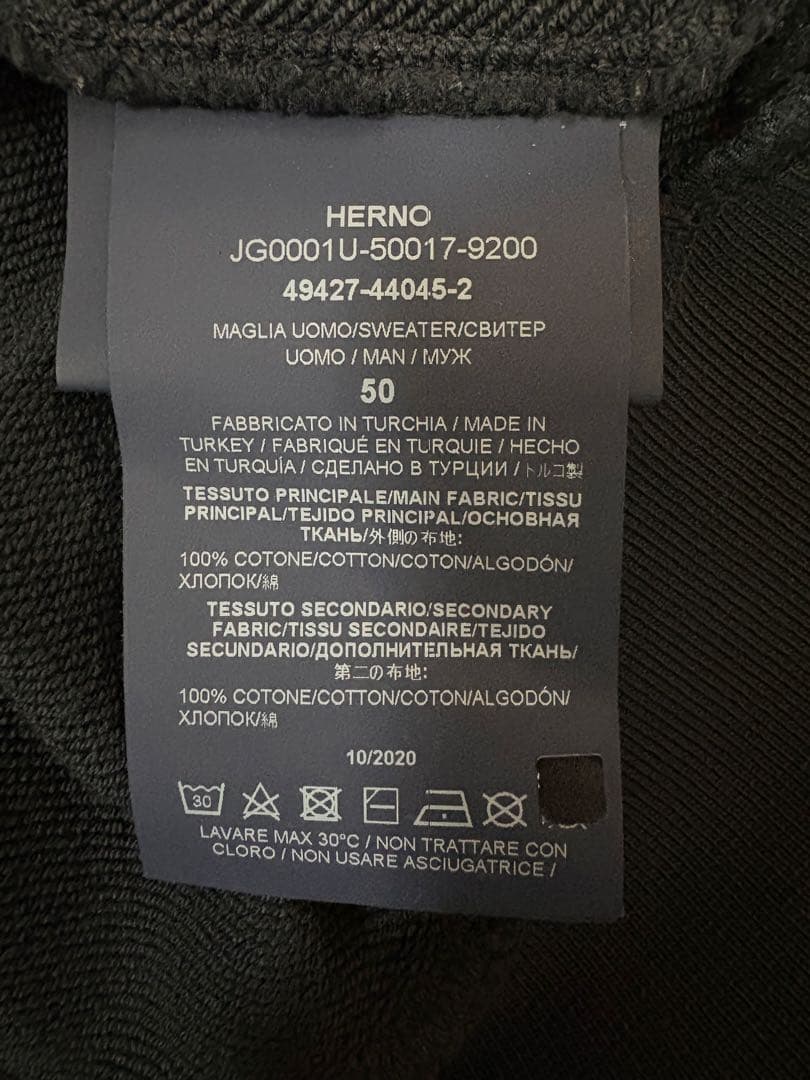 HERNO
JG0001U-50017-9200
49427-44045-2
MAGLIA UOMO/SWEATER/СВИТЕР
UOMO / MAN / МУЖ
50
FABBRICATO IN TURCHIA / MADE IN
TURKEY / FABRIQUÉ EN TURQUIE / HECHO
EN TURQUÍA / СДЕЛАНО В ТУРЦИИ / トルコ製
TESSUTO PRINCIPALE/MAIN FABRIC/TISSU
PRINCIPAL/TEJIDO PRINCIPAL/ОСНОВНАЯ
ТКАНЬ/外側の布地:
100% COTONE/COTTON/COTON/ALGODÓN/
ХЛОПОК/綿
TESSUTO SECONDARIO/SECONDARY
FABRIC/TISSU SECONDAIRE/TEJIDO
SECUNDARIO/ДОПОЛНИТЕЛЬНАЯ ТКАНЬ/
第二の布地:
100% COTONE/COTTON/COTON/ALGODÓN/
ХЛОПОК/綿
10/2020
30
LAVARE MAX 30°C / NON TRATTARE CON
CLORO / NON USARE ASCIUGATRICE /